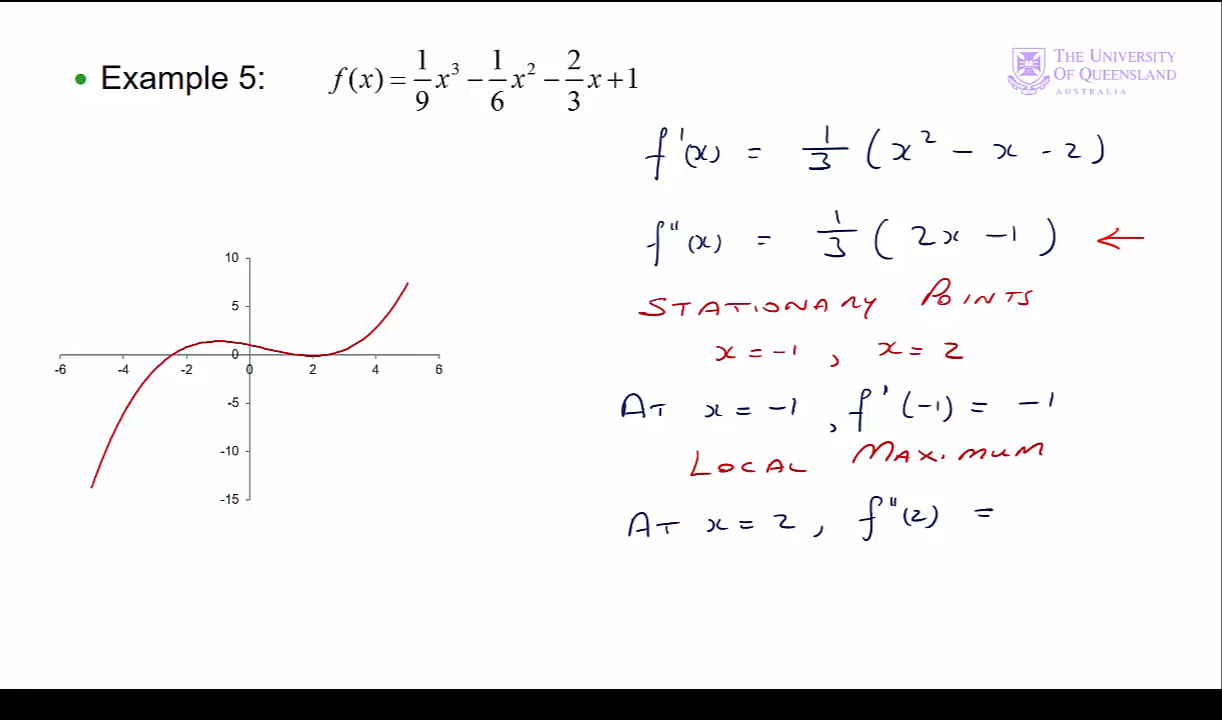 • Example 5: f(x) = 1/9 x³ − 1/6 x² − 2/3 x + 1
THE UNIVERSITY
OF QUEENSLAND
AUSTRALIA
f'(x) = 1/3 (x² − x - 2)
f"(x) = 1/3 (2x − 1) ←
STATIONARY POINTS
x = -1 , x = 2
AT x = −1 , f'(−1) = −1
LOCAL MAXIMUM
AT x = 2 , f"(2) =
10
5
0
-5
-10
-15
-6 -4 -2 0 2 4 6